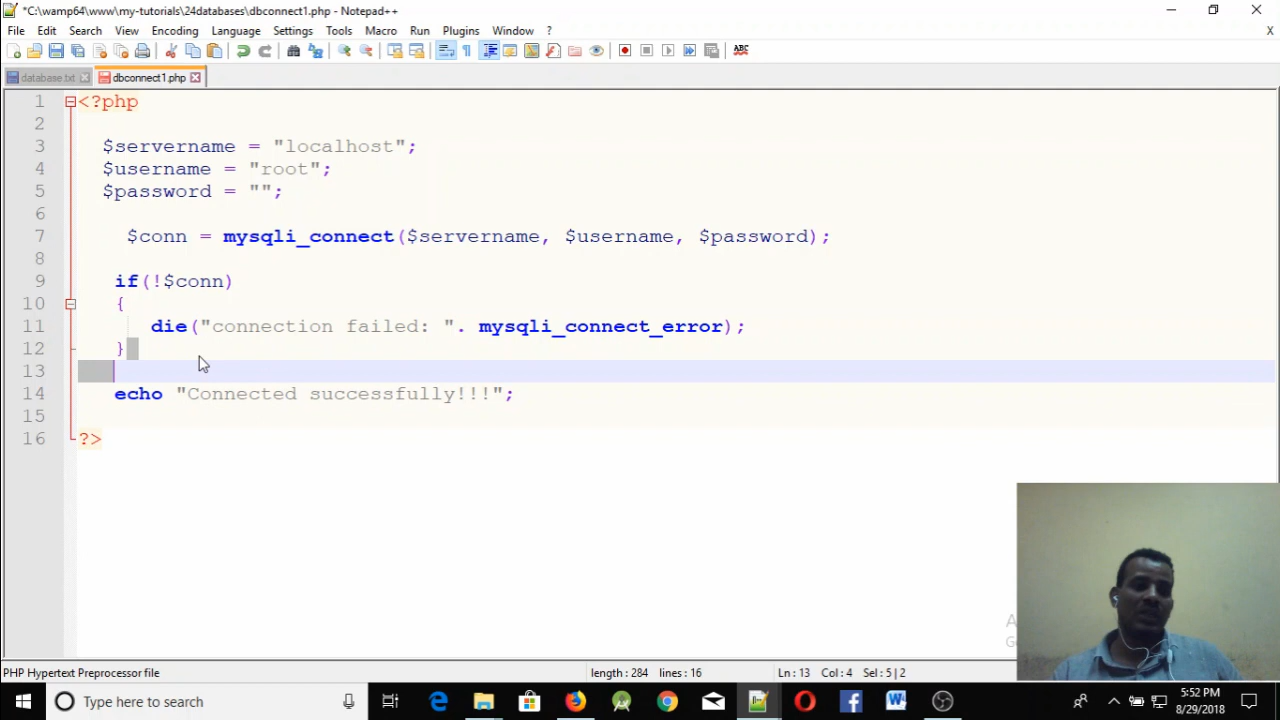 *C:\wamp64\www\my-tutorials\24databases\dbconnect1.php - Notepad++
File Edit Search View Encoding Language Settings Tools Macro Run Plugins Window ? X
database.txt dbconnect1.php
1 <?php
2
3 $servername = "localhost";
4 $username = "root";
5 $password = "";
6
7 $conn = mysqli_connect($servername, $username, $password);
8
9 if(!$conn)
10 {
11 die("connection failed: ". mysqli_connect_error);
12 }
13
14 echo "Connected successfully!!!";
15
16 ?>
PHP Hypertext Preprocessor file length : 284 lines : 16 Ln : 13 Col : 4 Sel : 5 | 2
Type here to search
5:52 PM
8/29/2018